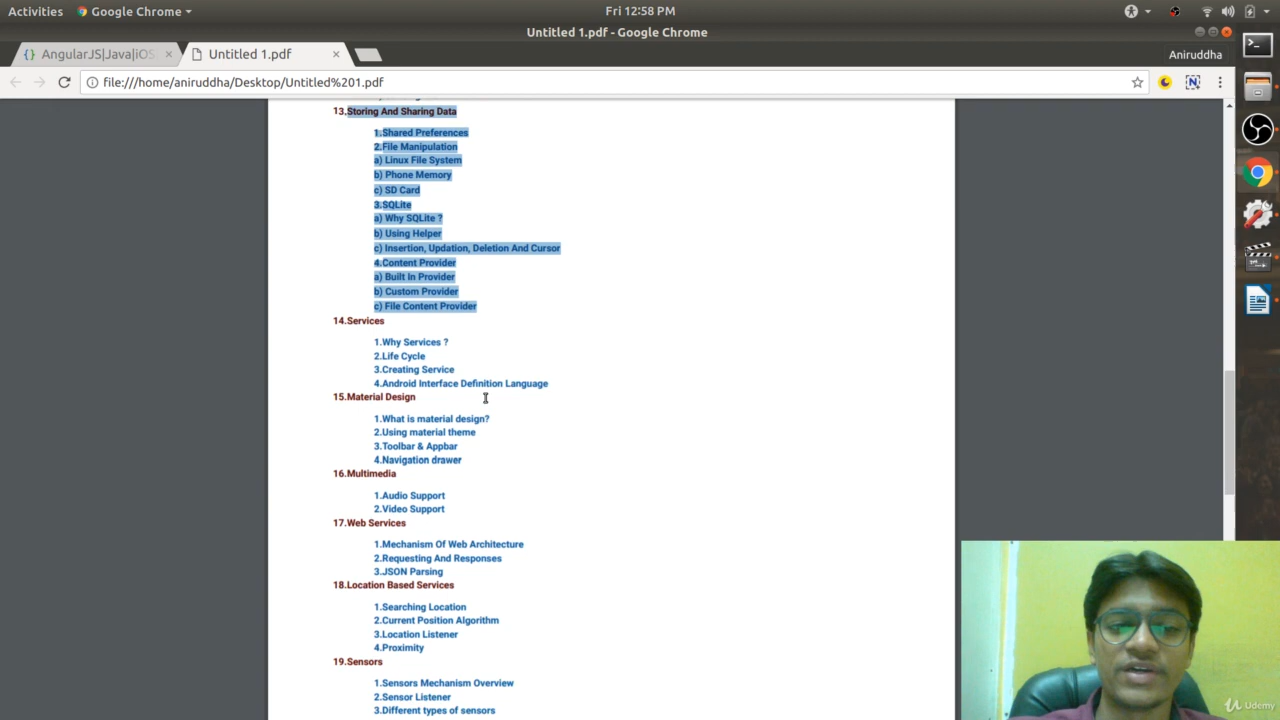 Activities
Google Chrome
Fri 12:58 PM
Untitled 1.pdf - Google Chrome
AngularJS|Java|iOS
Untitled 1.pdf
Aniruddha
file:///home/aniruddha/Desktop/Untitled%201.pdf
13.Storing And Sharing Data
1.Shared Preferences
2.File Manipulation
a) Linux File System
b) Phone Memory
c) SD Card
3.SQLite
a) Why SQLite ?
b) Using Helper
c) Insertion, Updation, Deletion And Cursor
4.Content Provider
a) Built In Provider
b) Custom Provider
c) File Content Provider
14.Services
1.Why Services ?
2.Life Cycle
3.Creating Service
4.Android Interface Definition Language
15.Material Design
1.What is material design?
2.Using material theme
3.Toolbar & Appbar
4.Navigation drawer
16.Multimedia
1.Audio Support
2.Video Support
17.Web Services
1.Mechanism Of Web Architecture
2.Requesting And Responses
3.JSON Parsing
18.Location Based Services
1.Searching Location
2.Current Position Algorithm
3.Location Listener
4.Proximity
19.Sensors
1.Sensors Mechanism Overview
2.Sensor Listener
3.Different types of sensors
Udemy